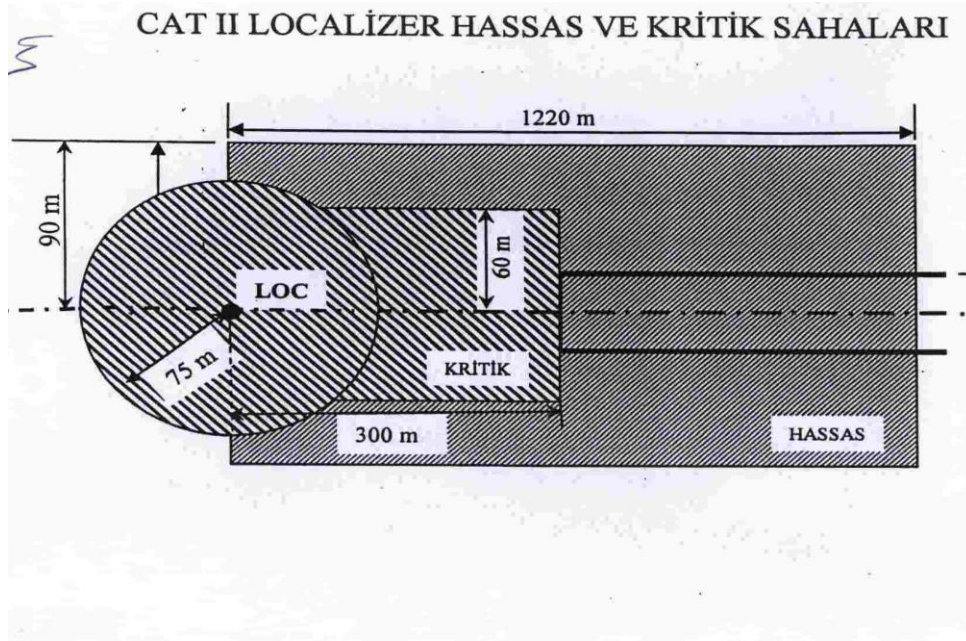 CAT II LOCALİZER HASSAS VE KRİTİK SAHALARI
1220 m
90 m
60 m
LOC
75 m
KRİTİK
300 m
HASSAS